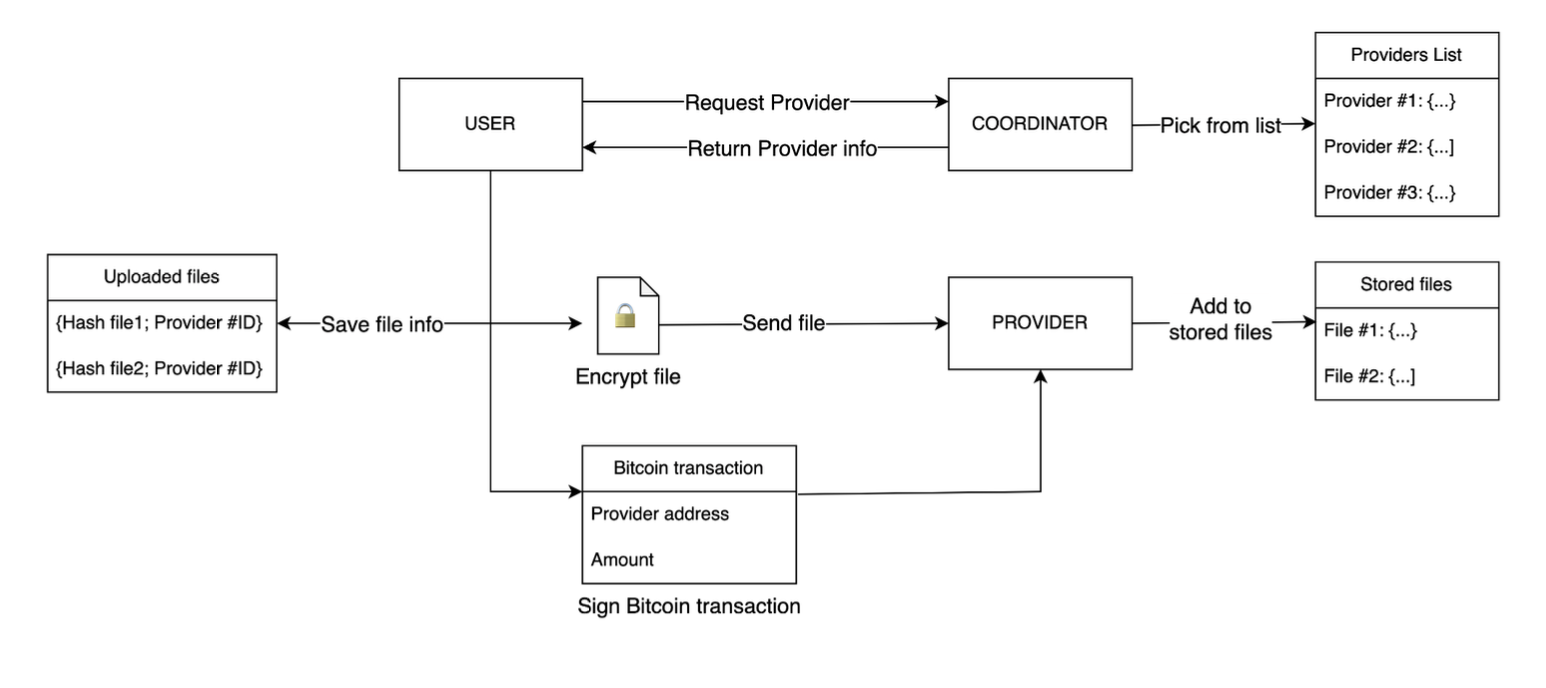 Providers List
USER
Request Provider
COORDINATOR
Pick from list
Provider #1: {...}
Return Provider info
Provider #2: {...]
Provider #3: {...}
Uploaded files
{Hash file1; Provider #ID}
{Hash file2; Provider #ID}
Save file info
Encrypt file
Send file
PROVIDER
Add to
stored files
Stored files
File #1: {...}
File #2: {...]
Bitcoin transaction
Provider address
Amount
Sign Bitcoin transaction